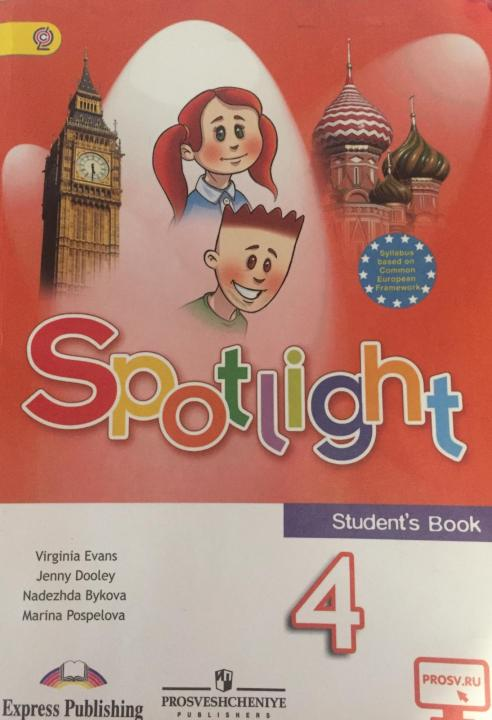 Syllabus
based on
Common
European
Framework
Spotlight
Student's Book
4
Virginia Evans
Jenny Dooley
Nadezhda Bykova
Marina Pospelova
PROSV.RU
Express Publishing
PROSVESHCHENIYE
PUBLISHERS